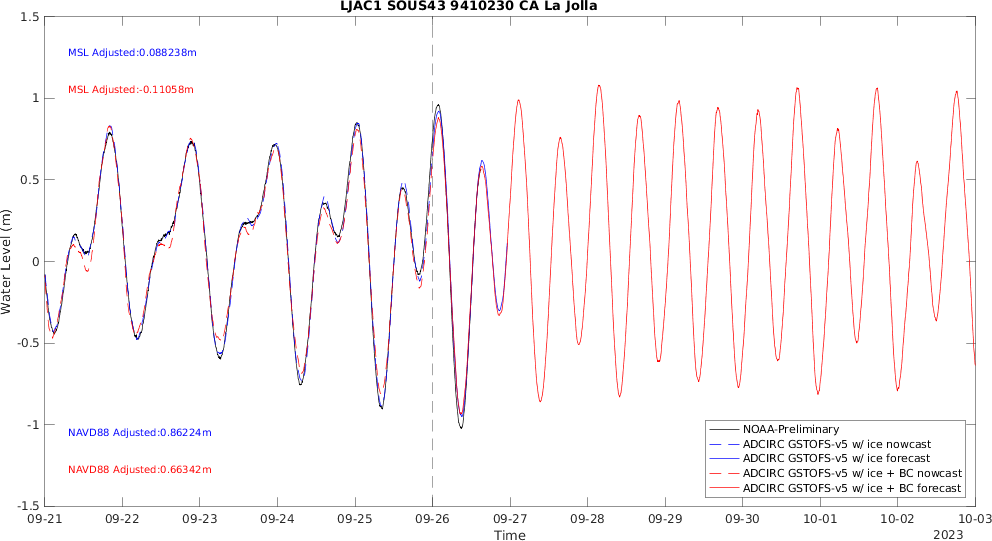 LJAC1 SOUS43 9410230 CA La Jolla
1.5
1
0.5
0
-0.5
-1
-1.5
Water Level (m)
MSL Adjusted:0.088238m
MSL Adjusted:-0.11058m
NAVD88 Adjusted:0.86224m
NAVD88 Adjusted:0.66342m
NOAA-Preliminary
ADCIRC GSTOFS-v5 w/ ice nowcast
ADCIRC GSTOFS-v5 w/ ice forecast
ADCIRC GSTOFS-v5 w/ ice + BC nowcast
ADCIRC GSTOFS-v5 w/ ice + BC forecast
09-21 09-22 09-23 09-24 09-25 09-26 09-27 09-28 09-29 09-30 10-01 10-02 10-03
Time
2023